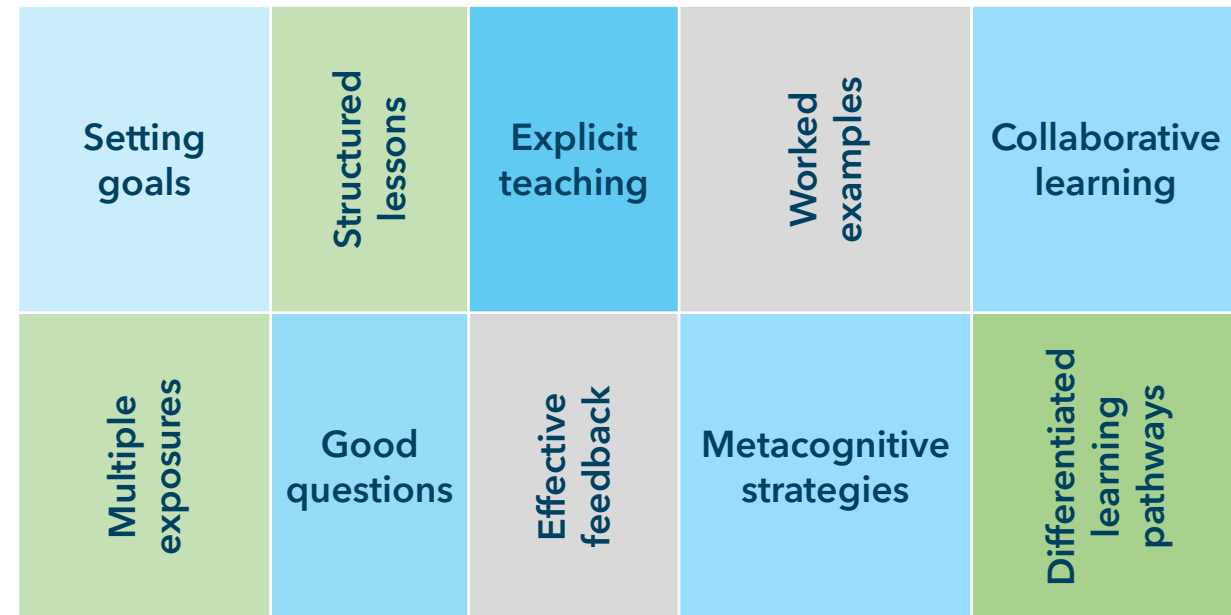 Setting
goals
Structured
lessons
Explicit
teaching
Worked
examples
Collaborative
learning
Multiple
exposures
Good
questions
Effective
feedback
Metacognitive
strategies
Differentiated
learning
pathways